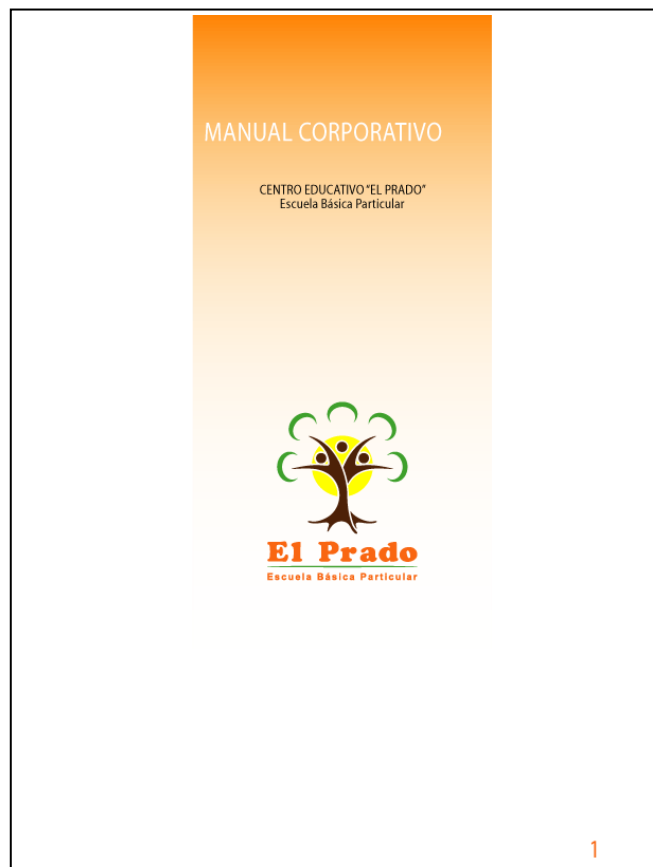 MANUAL CORPORATIVO
CENTRO EDUCATIVO "EL PRADO"
Escuela Básica Particular
El Prado
Escuela Básica Particular
1